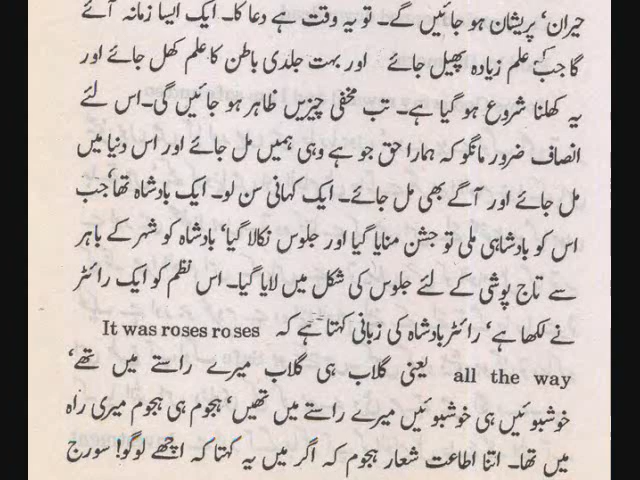 حیران‘ پریشان ہو جائیں گے۔ تو یہ وقت ہے دعا کا۔ ایک ایسا زمانہ آئے
گا جب کہ علم زیادہ پھیل جائے اور بہت جلدی باطن کا علم کھل جائے اور
یہ کھلنا شروع ہو گیا ہے۔ تب مخفی چیزیں ظاہر ہو جائیں گی۔ اس لئے
انصاف ضرور مانگو کہ ہمارا حق جو ہے وہی ہمیں مل جائے اور اس دنیا میں
مل جائے اور آگے بھی مل جائے۔ ایک کہانی سن لو۔ ایک بادشاہ تھا‘ جب
اس کو بادشاہی ملی تو جشن منایا گیا اور جلوس نکالا گیا‘ بادشاہ کو شہر کے باہر
سے تاج پوشی کے لئے جلوس کی شکل میں لایا گیا۔ اس نظم کو ایک رائٹر
نے لکھا ہے‘ رائٹر بادشاہ کی زبانی کہتا ہے کہ It was roses roses
all the way یعنی گلاب ہی گلاب میرے راستے میں تھے‘
خوشبوئیں ہی خوشبوئیں میرے راستے میں تھیں‘ ہجوم ہی ہجوم میری راہ
میں تھا۔ اتنا اطاعت شعار ہجوم کہ اگر میں یہ کہتا کہ اچھے لوگو! سورج